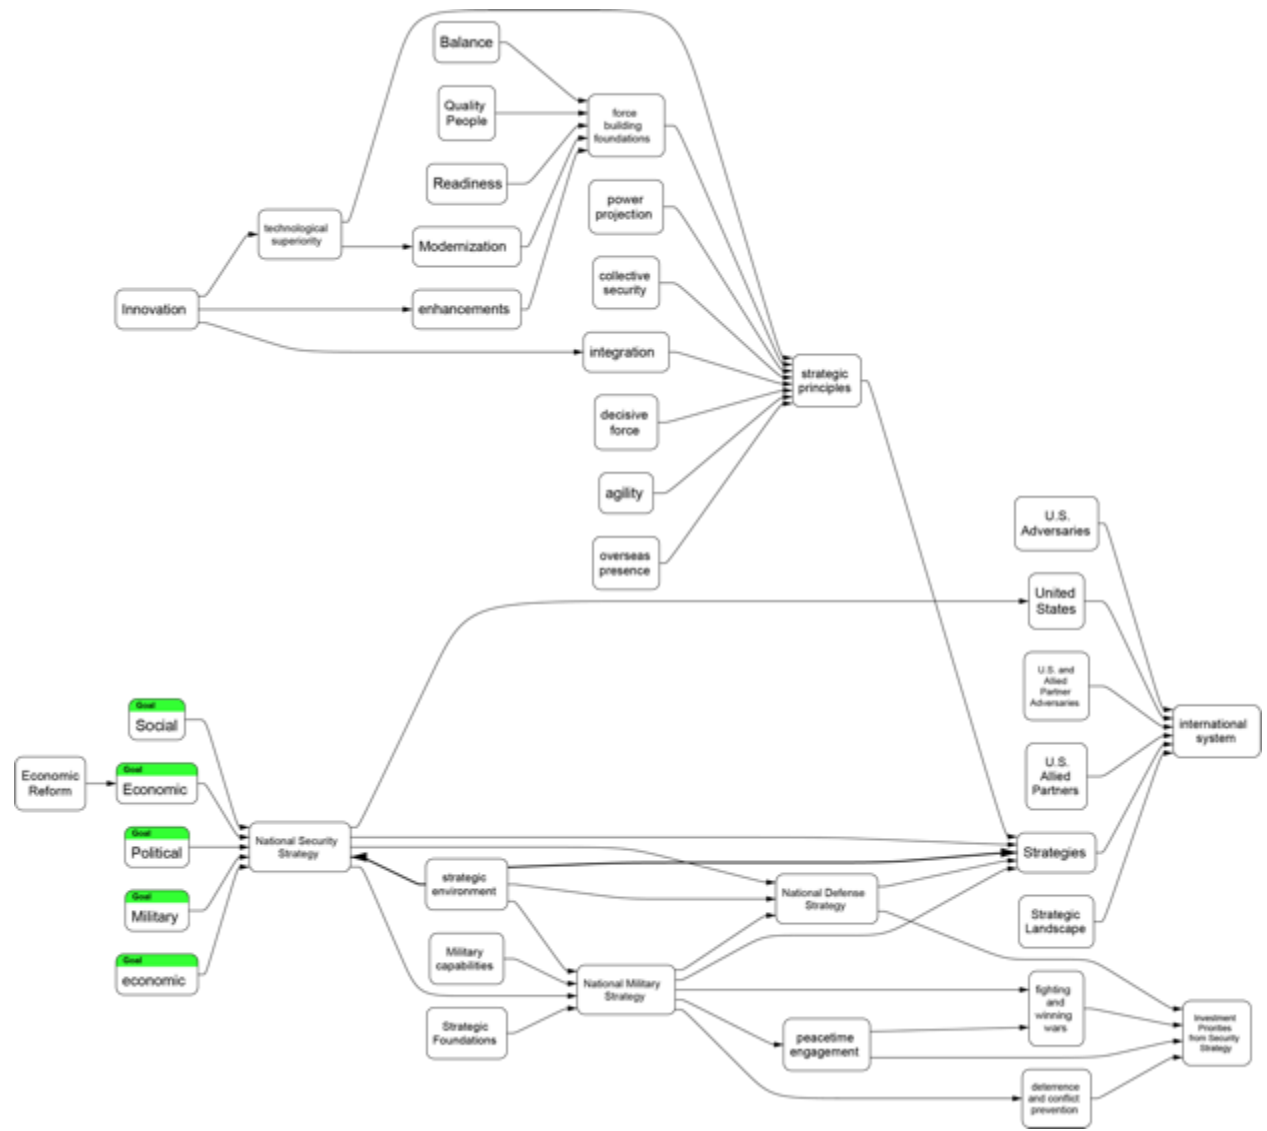 Balance
Quality
People
Readiness
technological
superiority
Modernization
Innovation
enhancements
force
building
foundations
power
projection
collective
security
integration
decisive
force
agility
overseas
presence
strategic
principles
U.S.
Adversaries
United
States
U.S. and
Allied
Partner
Adversaries
U.S.
Allied
Partners
international
system
Strategies
Strategic
Landscape
Economic
Reform
Goal
Social
Goal
Economic
Goal
Political
Goal
Military
Goal
economic
National Security
Strategy
strategic
environment
Military
capabilities
Strategic
Foundations
National Defense
Strategy
National Military
Strategy
peacetime
engagement
fighting
and
winning
wars
deterrence
and conflict
prevention
Investment
Priorities
from Security
Strategy